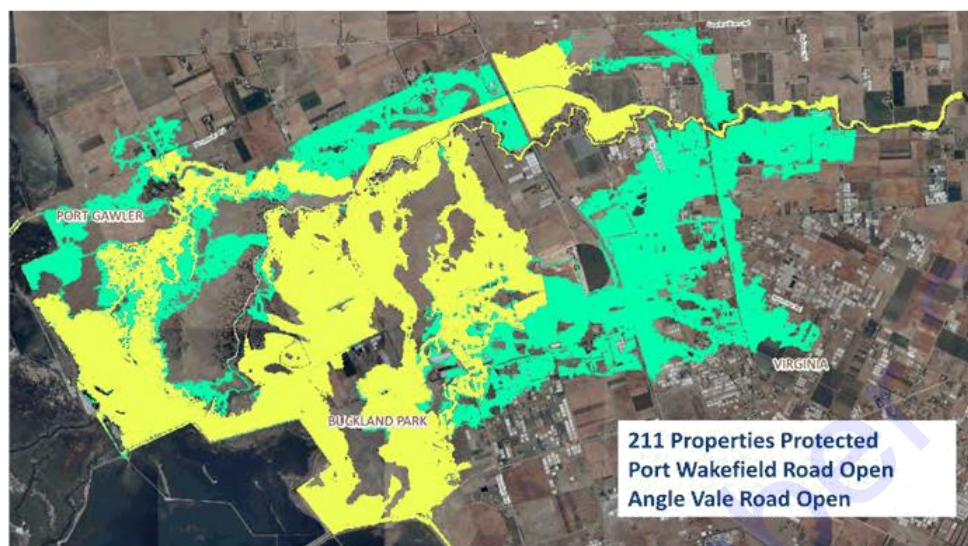 PORT GAWLER
VIRGINIA
BUCKLAND PARK
211 Properties Protected
Port Wakefield Road Open
Angle Vale Road Open